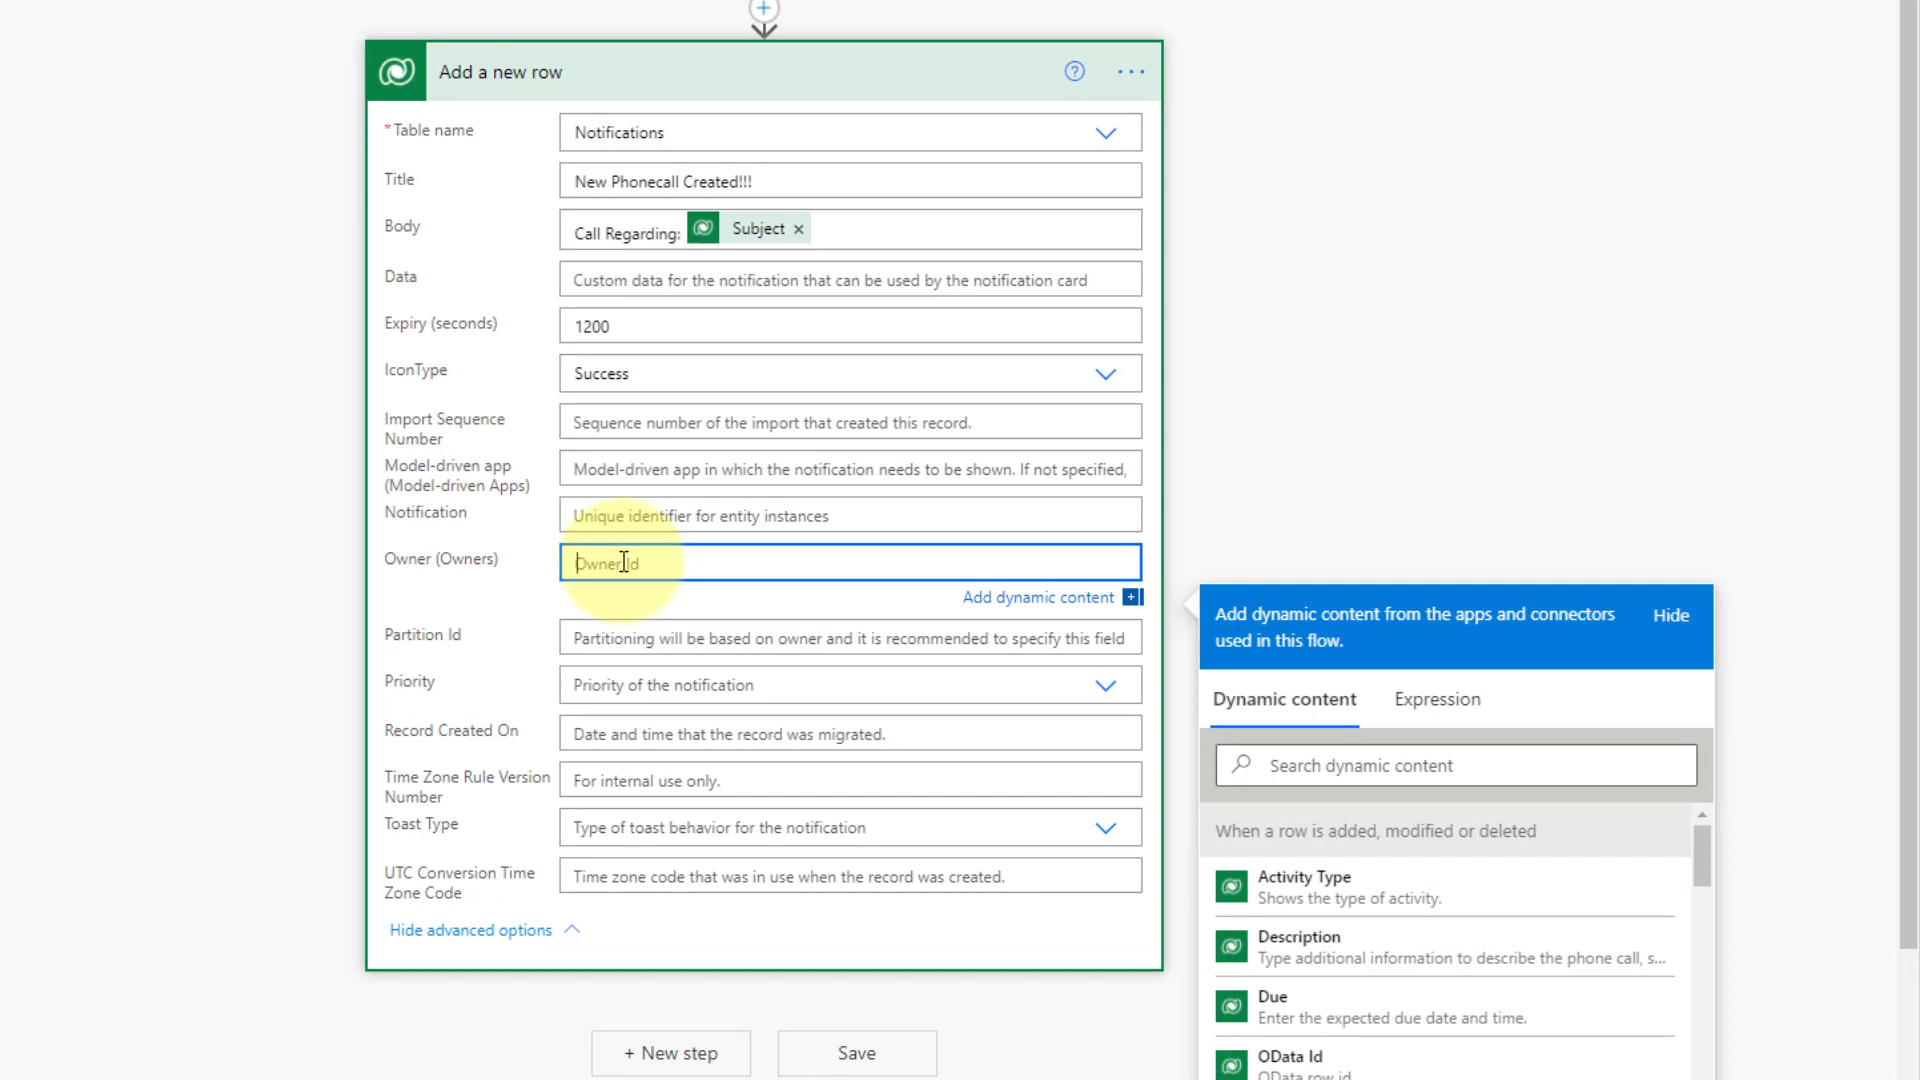 Add a new row
* Table name
Notifications
Title
New Phonecall Created!!!
Body
Call Regarding: Subject ×
Data
Custom data for the notification that can be used by the notification card
Expiry (seconds)
1200
IconType
Success
Import Sequence
Number
Sequence number of the import that created this record.
Model-driven app
(Model-driven Apps)
Model-driven app in which the notification needs to be shown. If not specified,
Notification
Unique identifier for entity instances
Owner (Owners)
Owner Id
Add dynamic content
Partition Id
Partitioning will be based on owner and it is recommended to specify this field
Priority
Priority of the notification
Record Created On
Date and time that the record was migrated.
Time Zone Rule Version
Number
For internal use only.
Toast Type
Type of toast behavior for the notification
UTC Conversion Time
Zone Code
Time zone code that was in use when the record was created.
Hide advanced options
+ New step
Save
Add dynamic content from the apps and connectors
used in this flow.
Hide
Dynamic content
Expression
Search dynamic content
When a row is added, modified or deleted
Activity Type
Shows the type of activity.
Description
Type additional information to describe the phone call, s...
Due
Enter the expected due date and time.
OData Id
OData row id